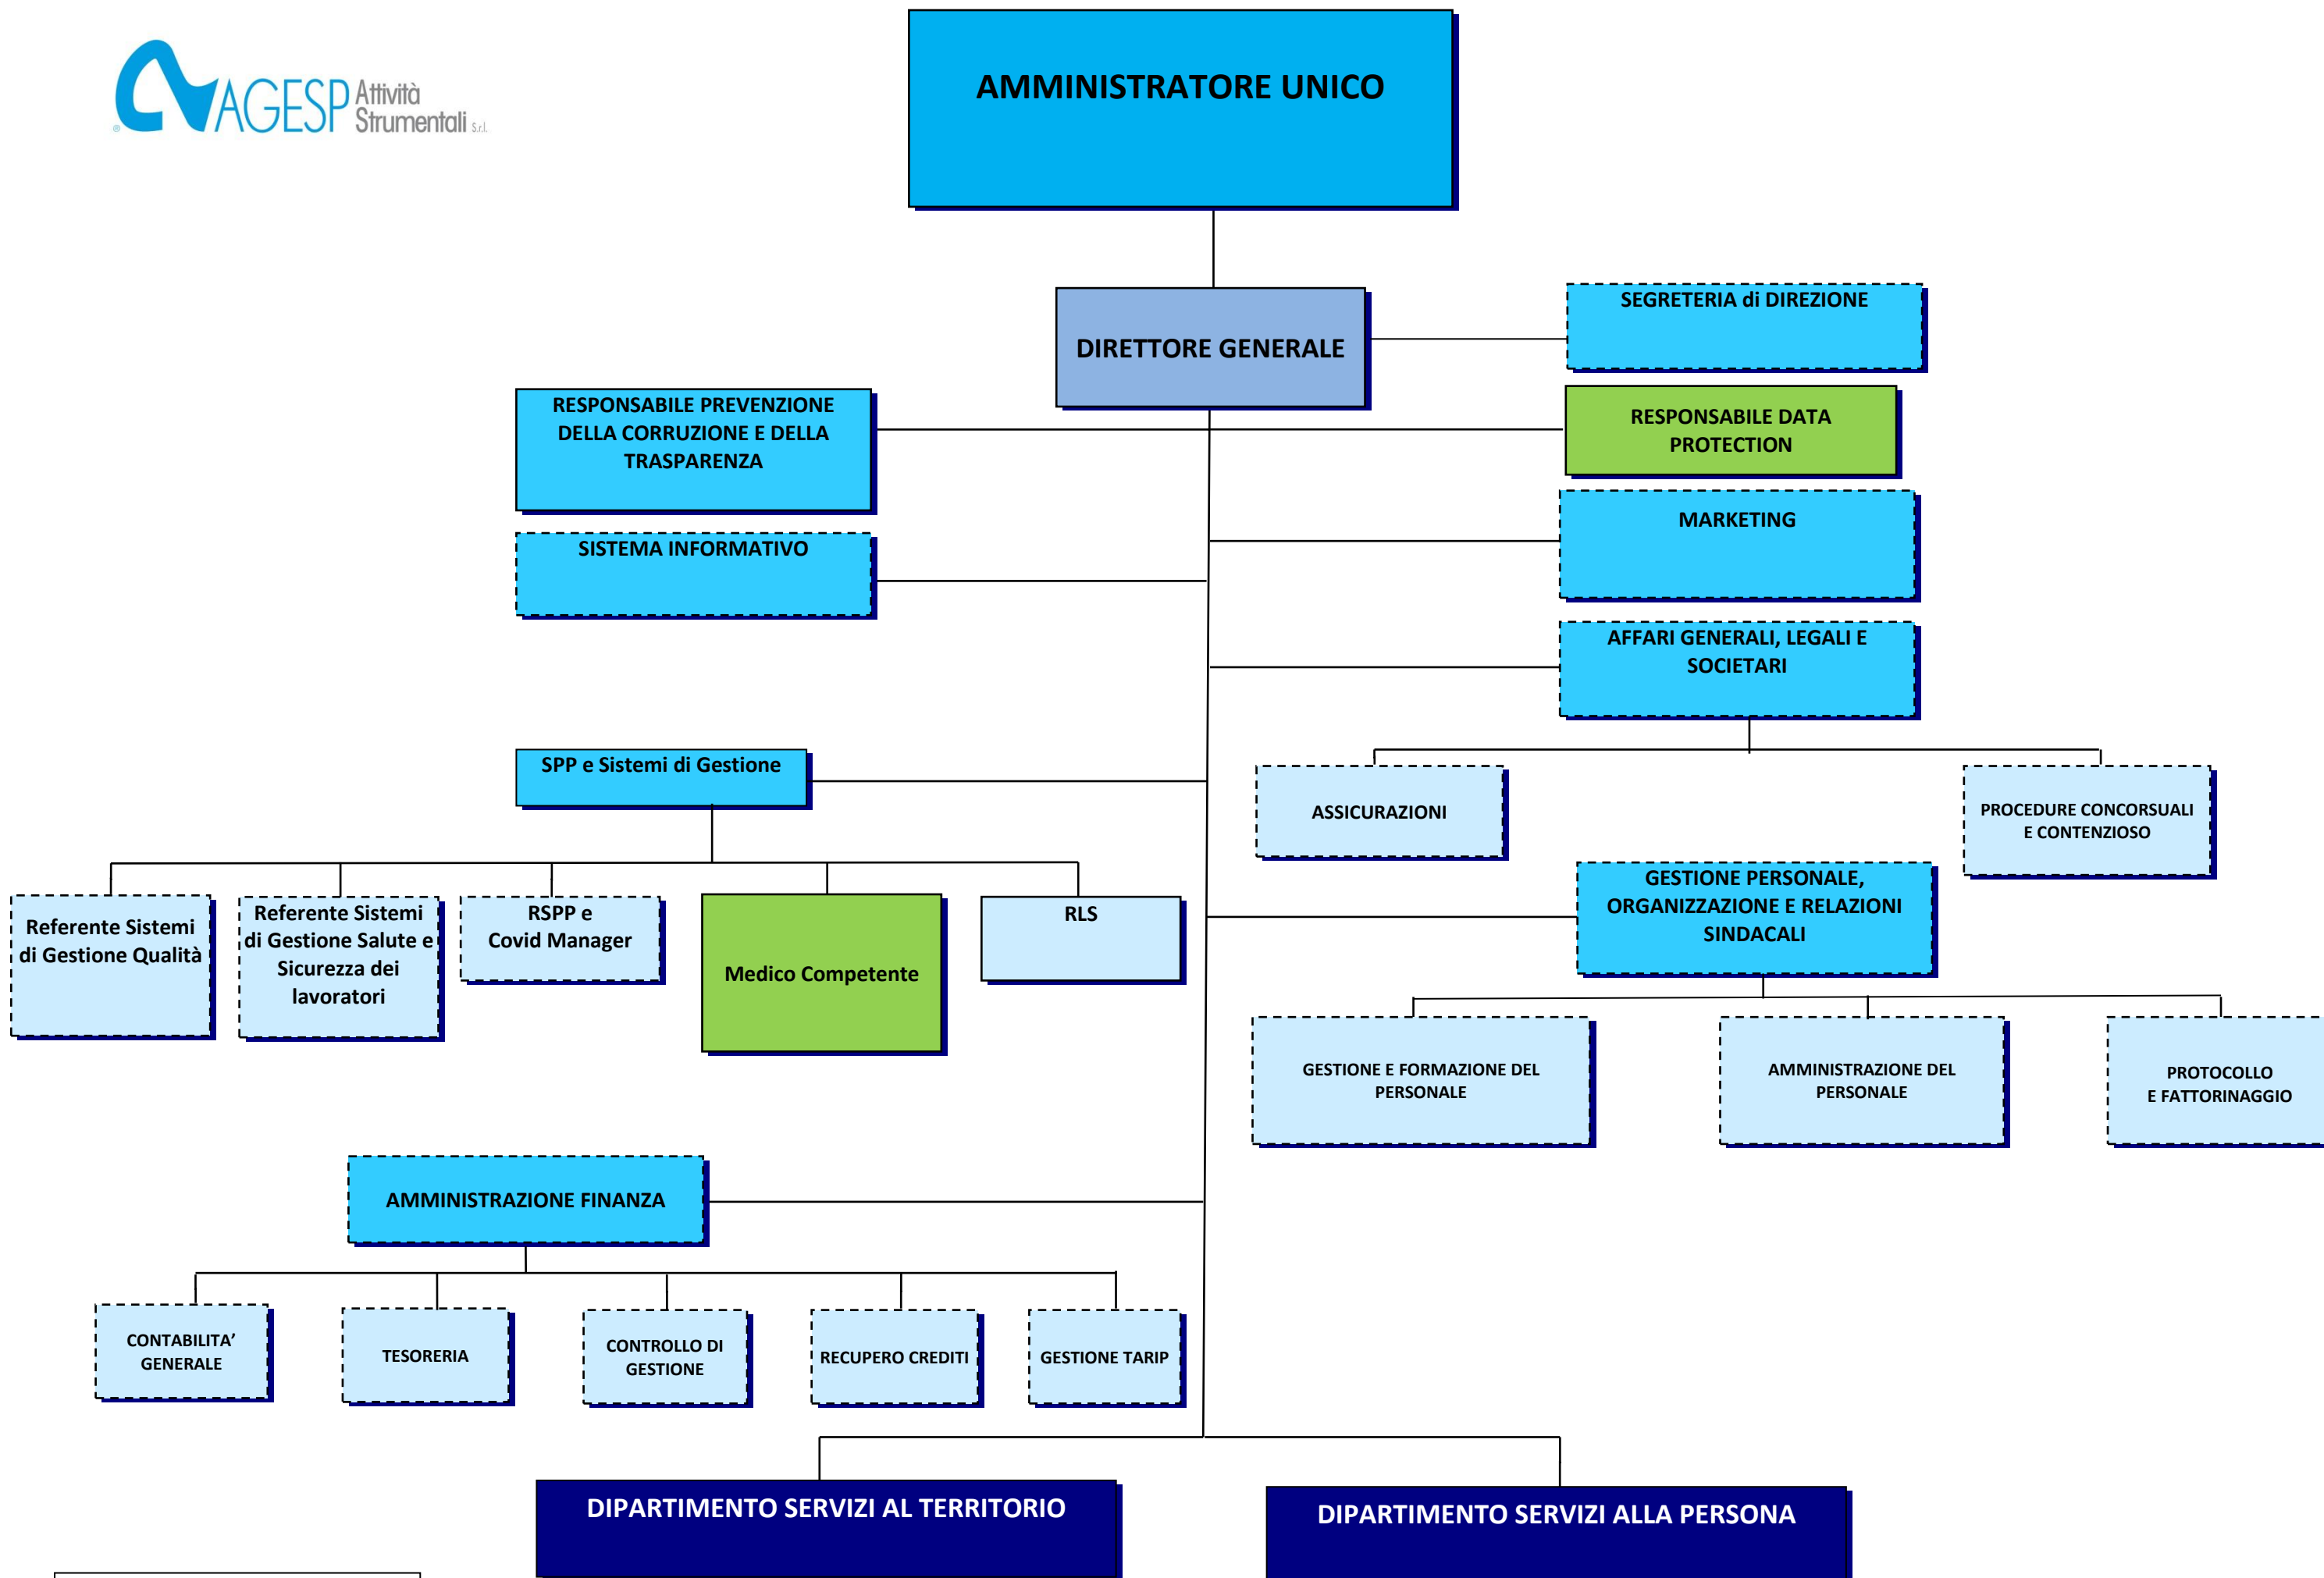 AGESP Attività
Strumentali S.r.l.
®
AMMINISTRATORE UNICO
DIRETTORE GENERALE
SEGRETERIA di DIREZIONE
RESPONSABILE PREVENZIONE
DELLA CORRUZIONE E DELLA
TRASPARENZA
RESPONSABILE DATA
PROTECTION
SISTEMA INFORMATIVO
MARKETING
AFFARI GENERALI, LEGALI E
SOCIETARI
SPP e Sistemi di Gestione
ASSICURAZIONI
PROCEDURE CONCORSUALI
E CONTENZIOSO
Referente Sistemi
di Gestione Qualità
Referente Sistemi
di Gestione Salute e
Sicurezza dei
lavoratori
RSPP e
Covid Manager
Medico Competente
RLS
GESTIONE PERSONALE,
ORGANIZZAZIONE E RELAZIONI
SINDACALI
GESTIONE E FORMAZIONE DEL
PERSONALE
AMMINISTRAZIONE DEL
PERSONALE
PROTOCOLLO
E FATTORINAGGIO
AMMINISTRAZIONE FINANZA
CONTABILITA’
GENERALE
TESORERIA
CONTROLLO DI
GESTIONE
RECUPERO CREDITI
GESTIONE TARIP
DIPARTIMENTO SERVIZI AL TERRITORIO
DIPARTIMENTO SERVIZI ALLA PERSONA